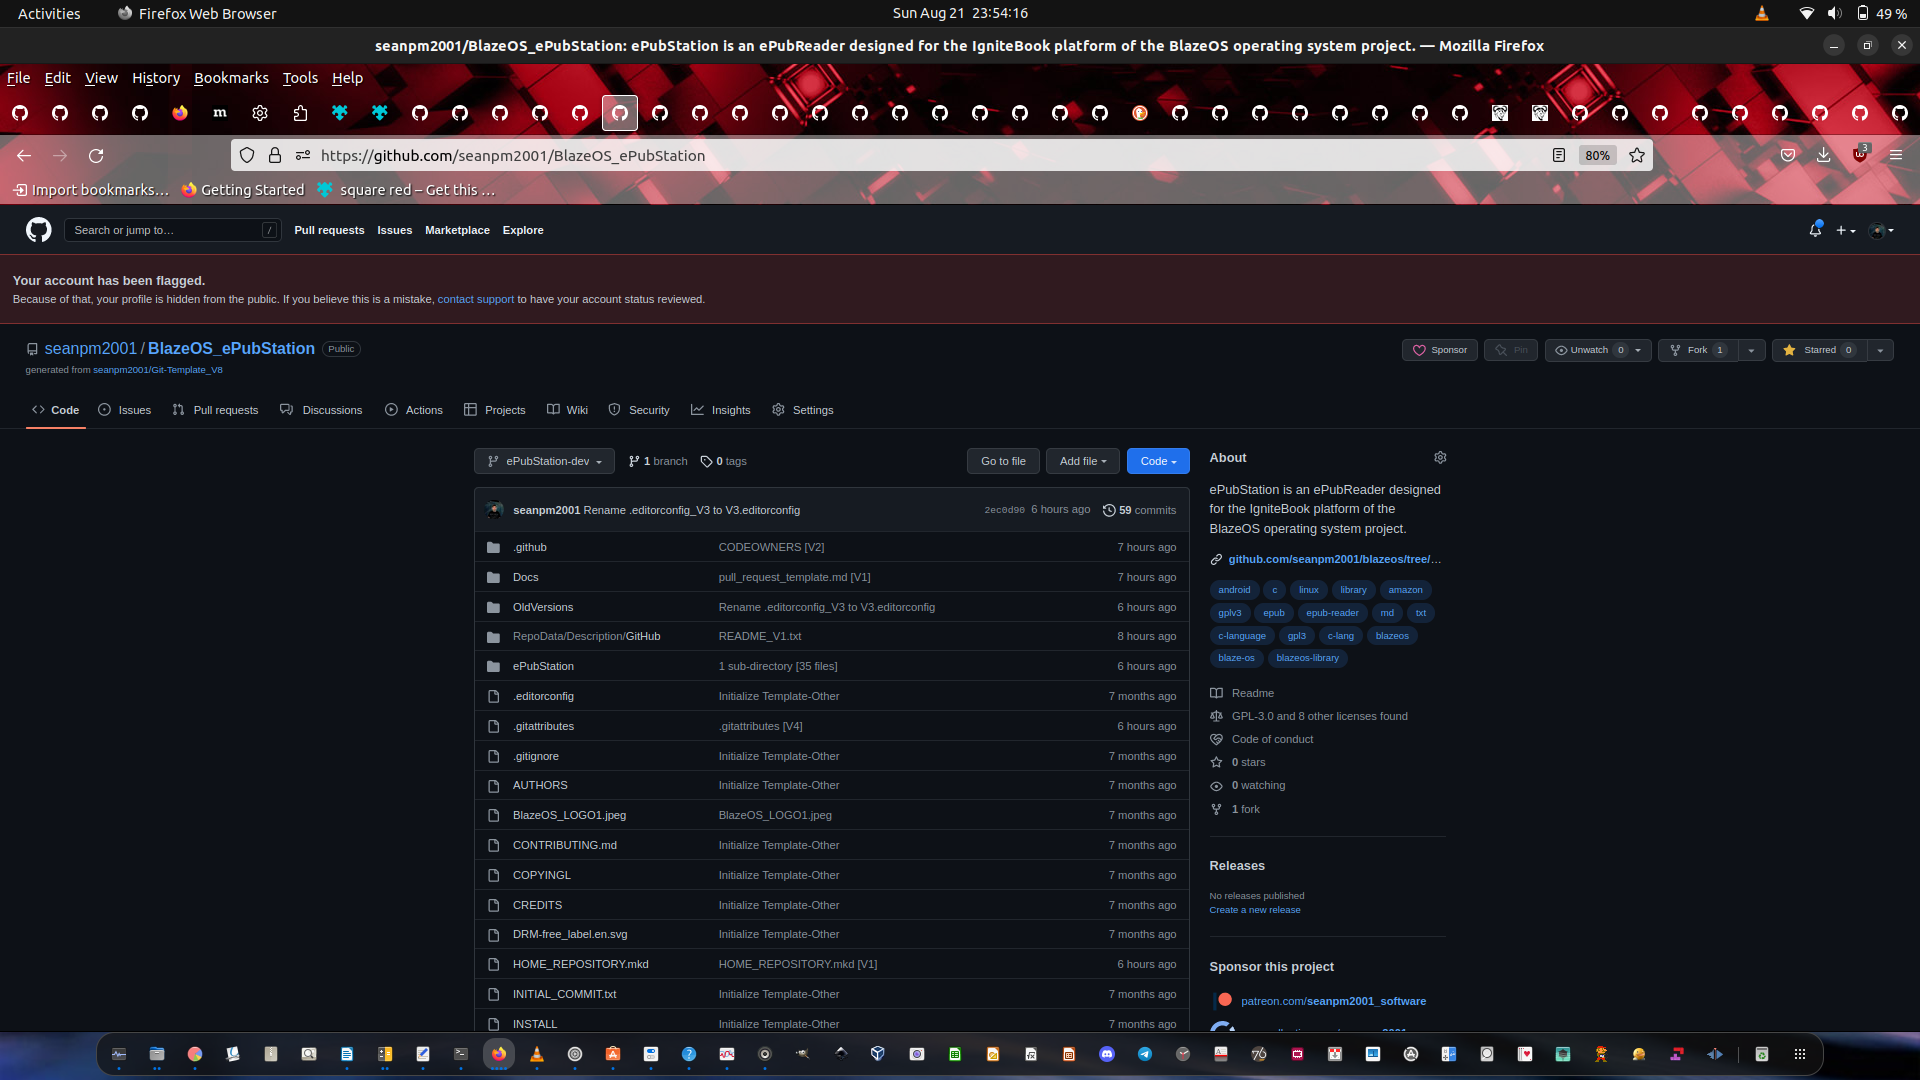 Activities Firefox Web Browser Sun Aug 21 23:54:16 49 %
seanpm2001/BlazeOS_ePubStation: ePubStation is an ePubReader designed for the IgniteBook platform of the BlazeOS operating system project. — Mozilla Firefox
File Edit View History Bookmarks Tools Help
https://github.com/seanpm2001/BlazeOS_ePubStation 80% 3
Import bookmarks… Getting Started square red – Get this …
Search or jump to… / Pull requests Issues Marketplace Explore
Your account has been flagged.
Because of that, your profile is hidden from the public. If you believe this is a mistake, contact support to have your account status reviewed.
seanpm2001 / BlazeOS_ePubStation Public Sponsor Pin Unwatch 0 Fork 1 Starred 0
generated from seanpm2001/Git-Template_V8
Code Issues Pull requests Discussions Actions Projects Wiki Security Insights Settings
ePubStation-dev 1 branch 0 tags Go to file Add file Code
seanpm2001 Rename .editorconfig_V3 to V3.editorconfig 2ec0d90 6 hours ago 59 commits
.github CODEOWNERS [V2] 7 hours ago
Docs pull_request_template.md [V1] 7 hours ago
OldVersions Rename .editorconfig_V3 to V3.editorconfig 6 hours ago
RepoData/Description/GitHub README_V1.txt 8 hours ago
ePubStation 1 sub-directory [35 files] 6 hours ago
.editorconfig Initialize Template-Other 7 months ago
.gitattributes .gitattributes [V4] 6 hours ago
.gitignore Initialize Template-Other 7 months ago
AUTHORS Initialize Template-Other 7 months ago
BlazeOS_LOGO1.jpeg BlazeOS_LOGO1.jpeg 7 months ago
CONTRIBUTING.md Initialize Template-Other 7 months ago
COPYINGL Initialize Template-Other 7 months ago
CREDITS Initialize Template-Other 7 months ago
DRM-free_label.en.svg Initialize Template-Other 7 months ago
HOME_REPOSITORY.mkd HOME_REPOSITORY.mkd [V1] 6 hours ago
INITIAL_COMMIT.txt Initialize Template-Other 7 months ago
INSTALL Initialize Template-Other 7 months ago
About
ePubStation is an ePubReader designed
for the IgniteBook platform of the
BlazeOS operating system project.
github.com/seanpm2001/blazeos/tree/…
android c linux library amazon
gplv3 epub epub-reader md txt
c-language gpl3 c-lang blazeos
blaze-os blazeos-library
Readme
GPL-3.0 and 8 other licenses found
Code of conduct
0 stars
0 watching
1 fork
Releases
No releases published
Create a new release
Sponsor this project
patreon.com/seanpm2001_software